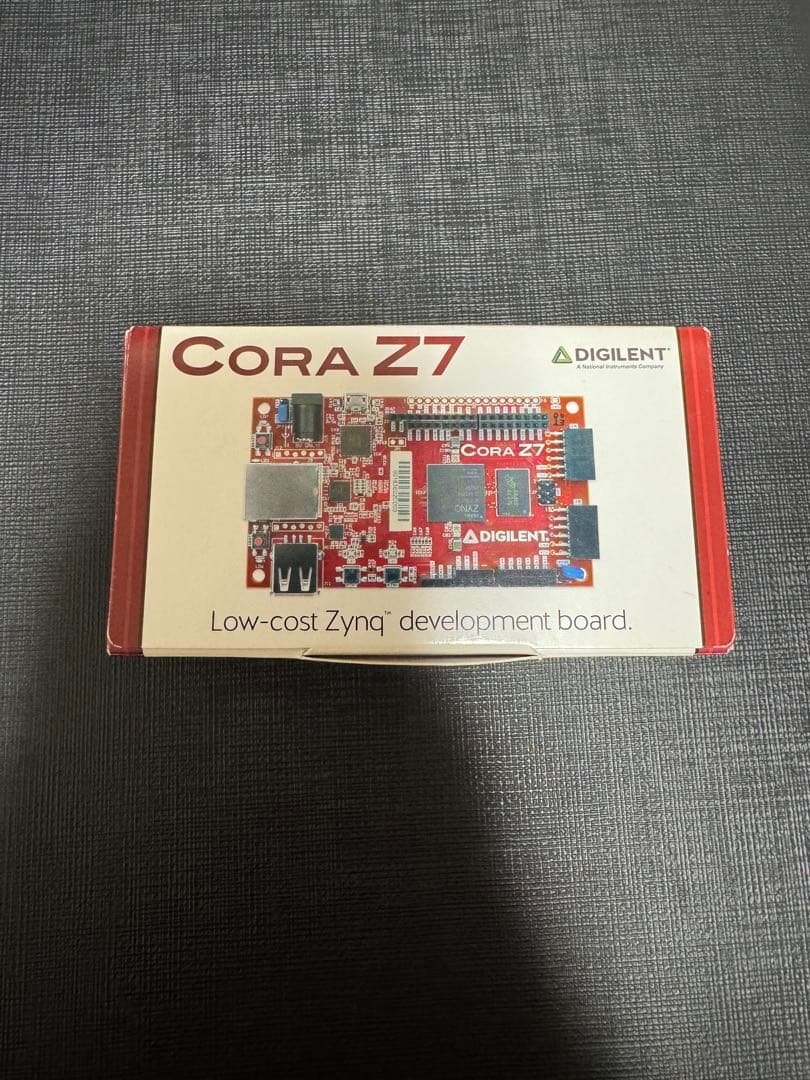 CORA Z7
DIGILENT®
A National Instruments Company
CORA Z7
ZYNQ
DIGILENT
Low-cost Zynq™ development board.